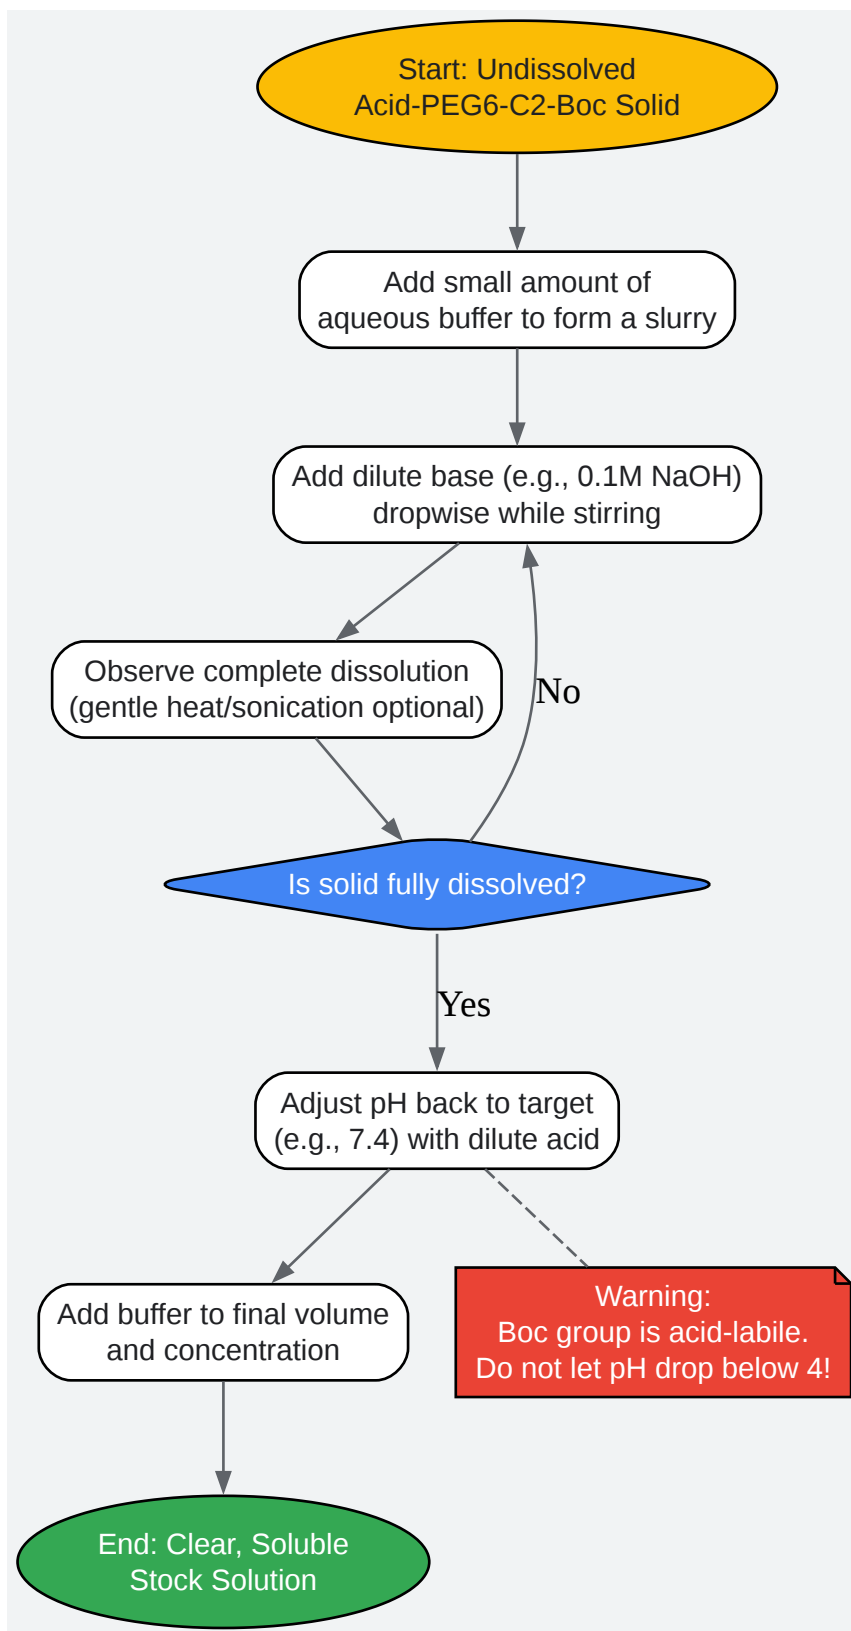 Start: Undissolved
Acid-PEG6-C2-Boc Solid
Add small amount of
aqueous buffer to form a slurry
Add dilute base (e.g., 0.1M NaOH)
dropwise while stirring
Observe complete dissolution
(gentle heat/sonication optional)
No
Is solid fully dissolved?
Yes
Adjust pH back to target
(e.g., 7.4) with dilute acid
Add buffer to final volume
and concentration
Warning:
Boc group is acid-labile.
Do not let pH drop below 4!
End: Clear, Soluble
Stock Solution